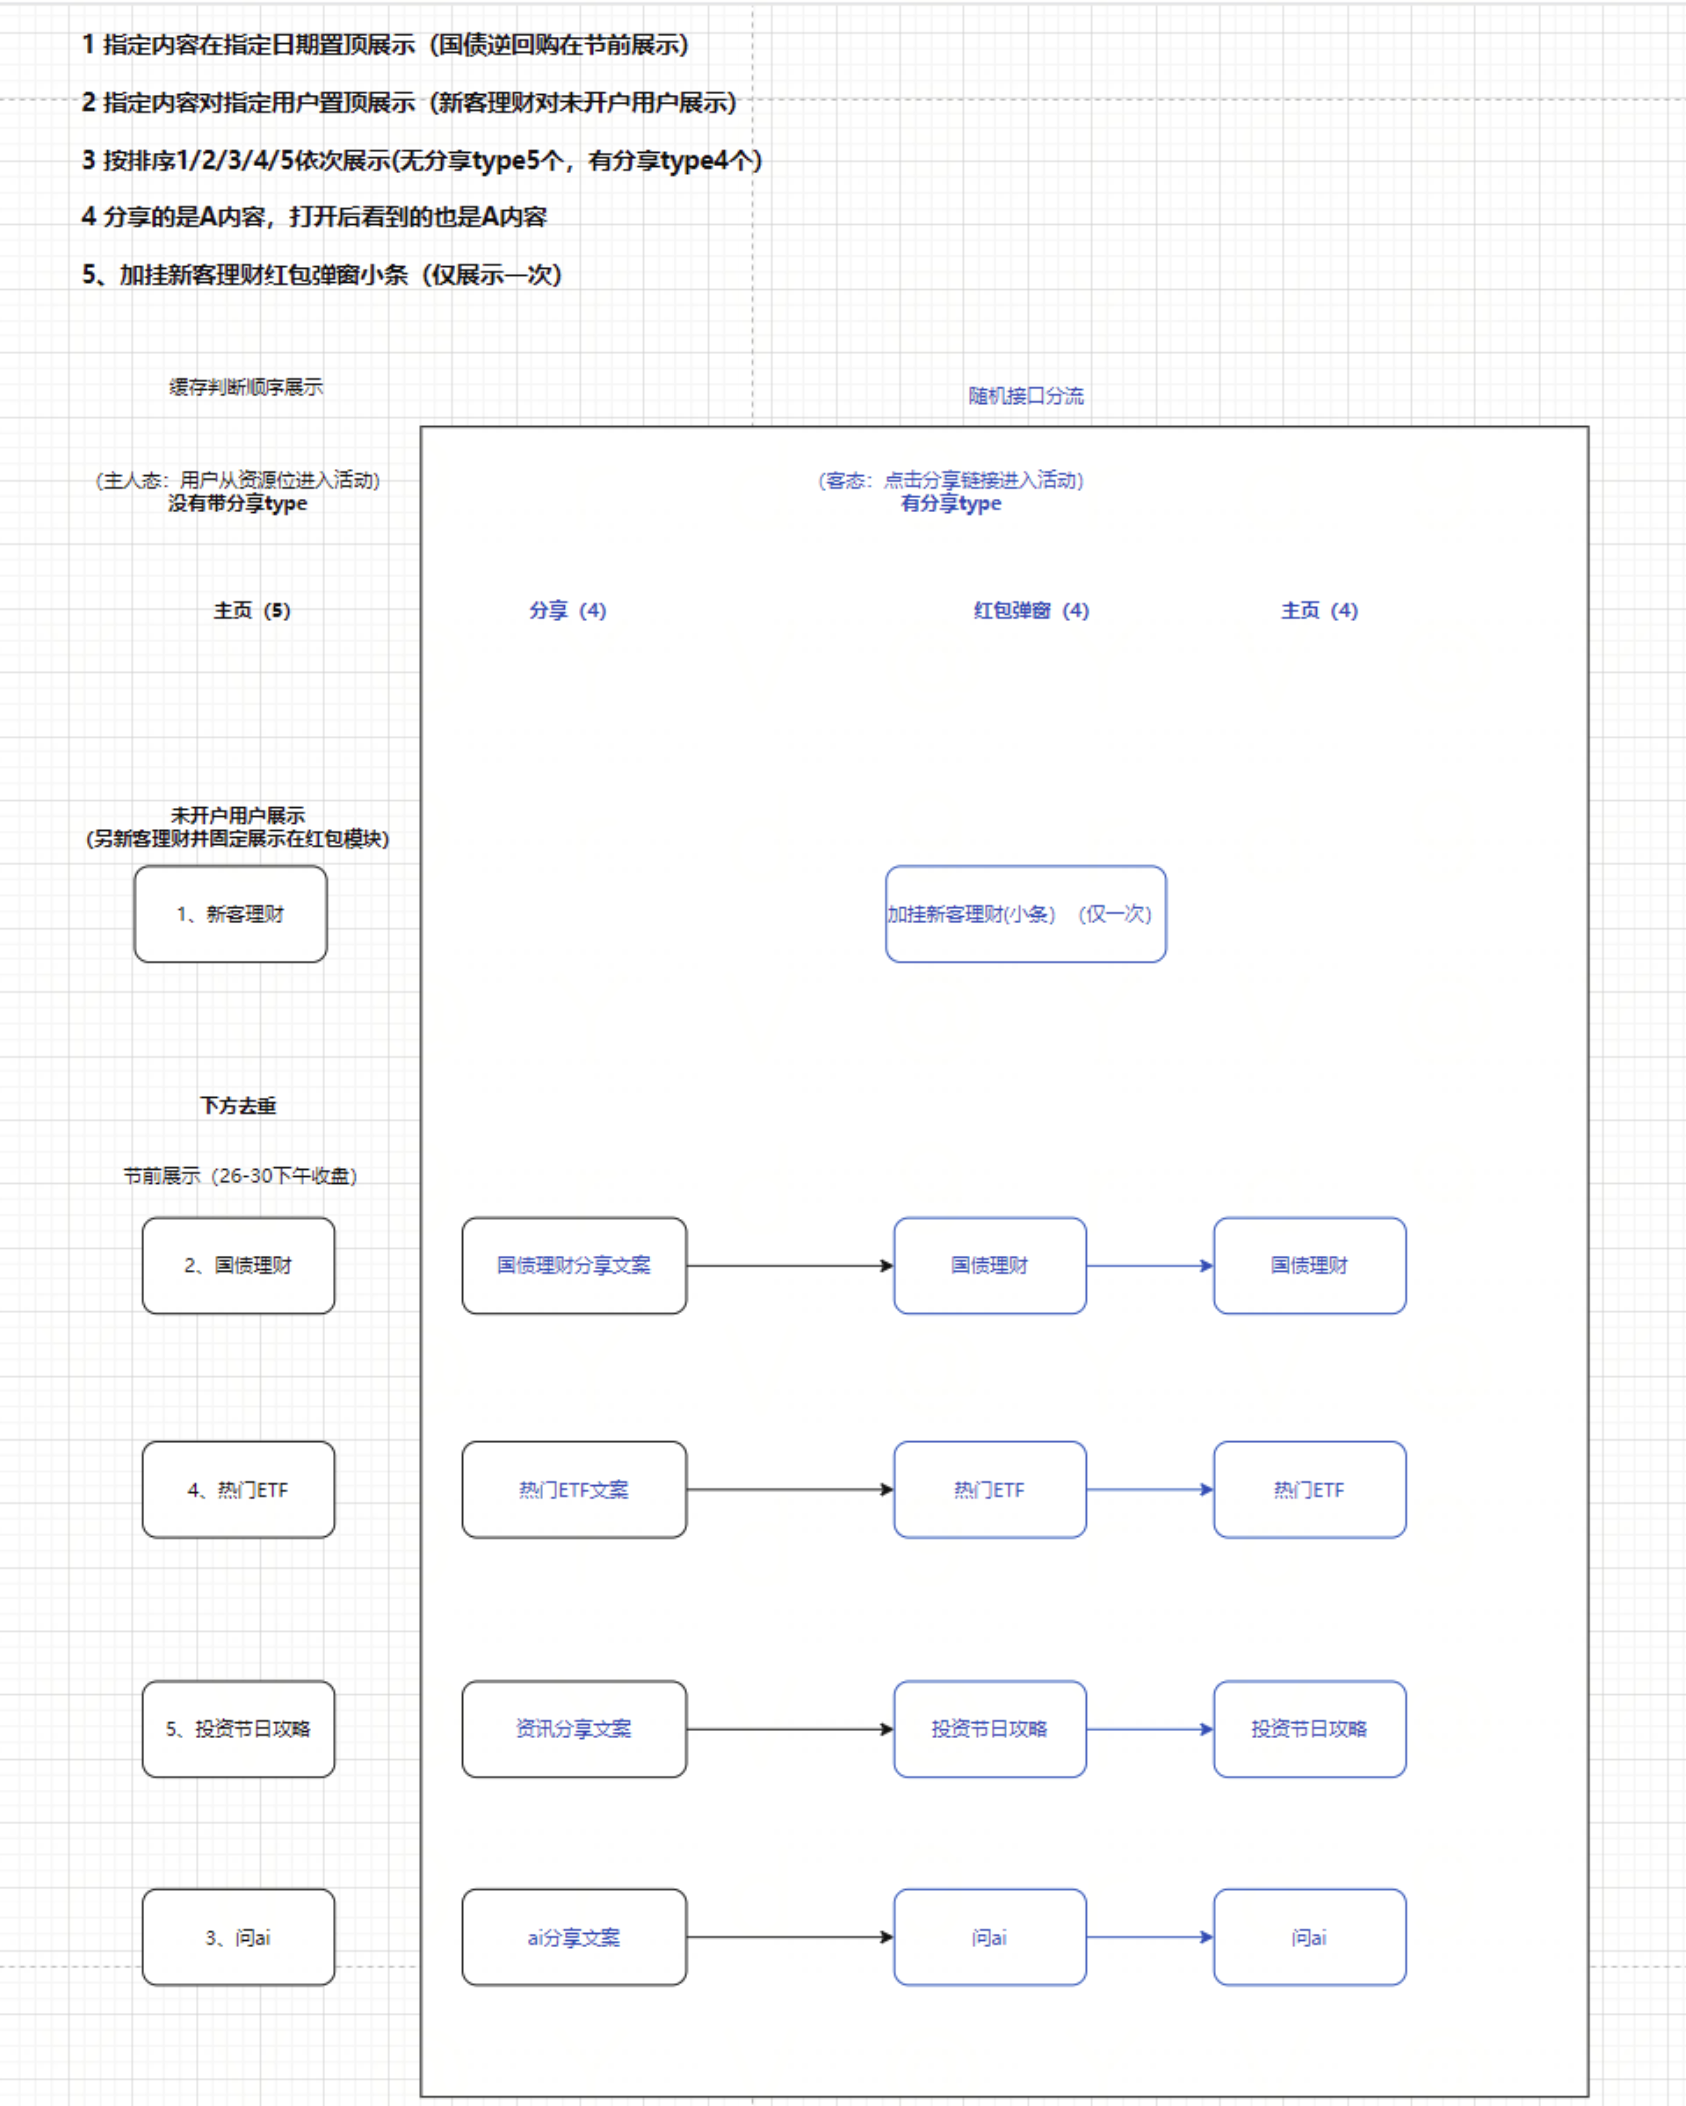 1 指定内容在指定日期置顶展示（国债逆回购在节前展示）
2 指定内容对指定用户置顶展示（新客理财对未开户用户展示）
3 按排序1/2/3/4/5依次展示(无分享type5个，有分享type4个)
4 分享的是A内容，打开后看到的也是A内容
5、加挂新客理财红包弹窗小条（仅展示一次）
缓存判断顺序展示
随机接口分流
（主人态：用户从资源位进入活动）
没有带分享type
（客态：点击分享链接进入活动）
有分享type
主页（5）
分享（4）
红包弹窗（4）
主页（4）
未开户用户展示
(另新客理财并固定展示在红包模块)
1、新客理财
加挂新客理财(小条) （仅一次）
下方去重
节前展示（26-30下午收盘）
2、国债理财
国债理财分享文案
国债理财
国债理财
4、热门ETF
热门ETF文案
热门ETF
热门ETF
5、投资节日攻略
资讯分享文案
投资节日攻略
投资节日攻略
3、问ai
ai分享文案
问ai
问ai